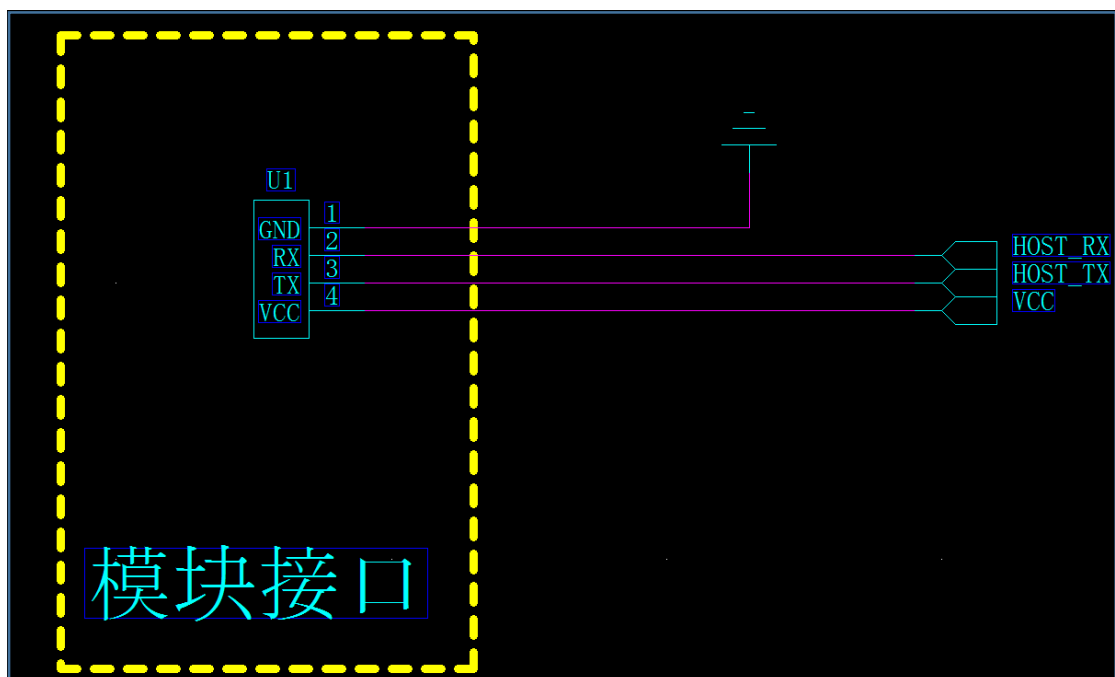 U1
GND 1
RX 2
TX 3
VCC 4
HOST_RX
HOST_TX
VCC
模块接口